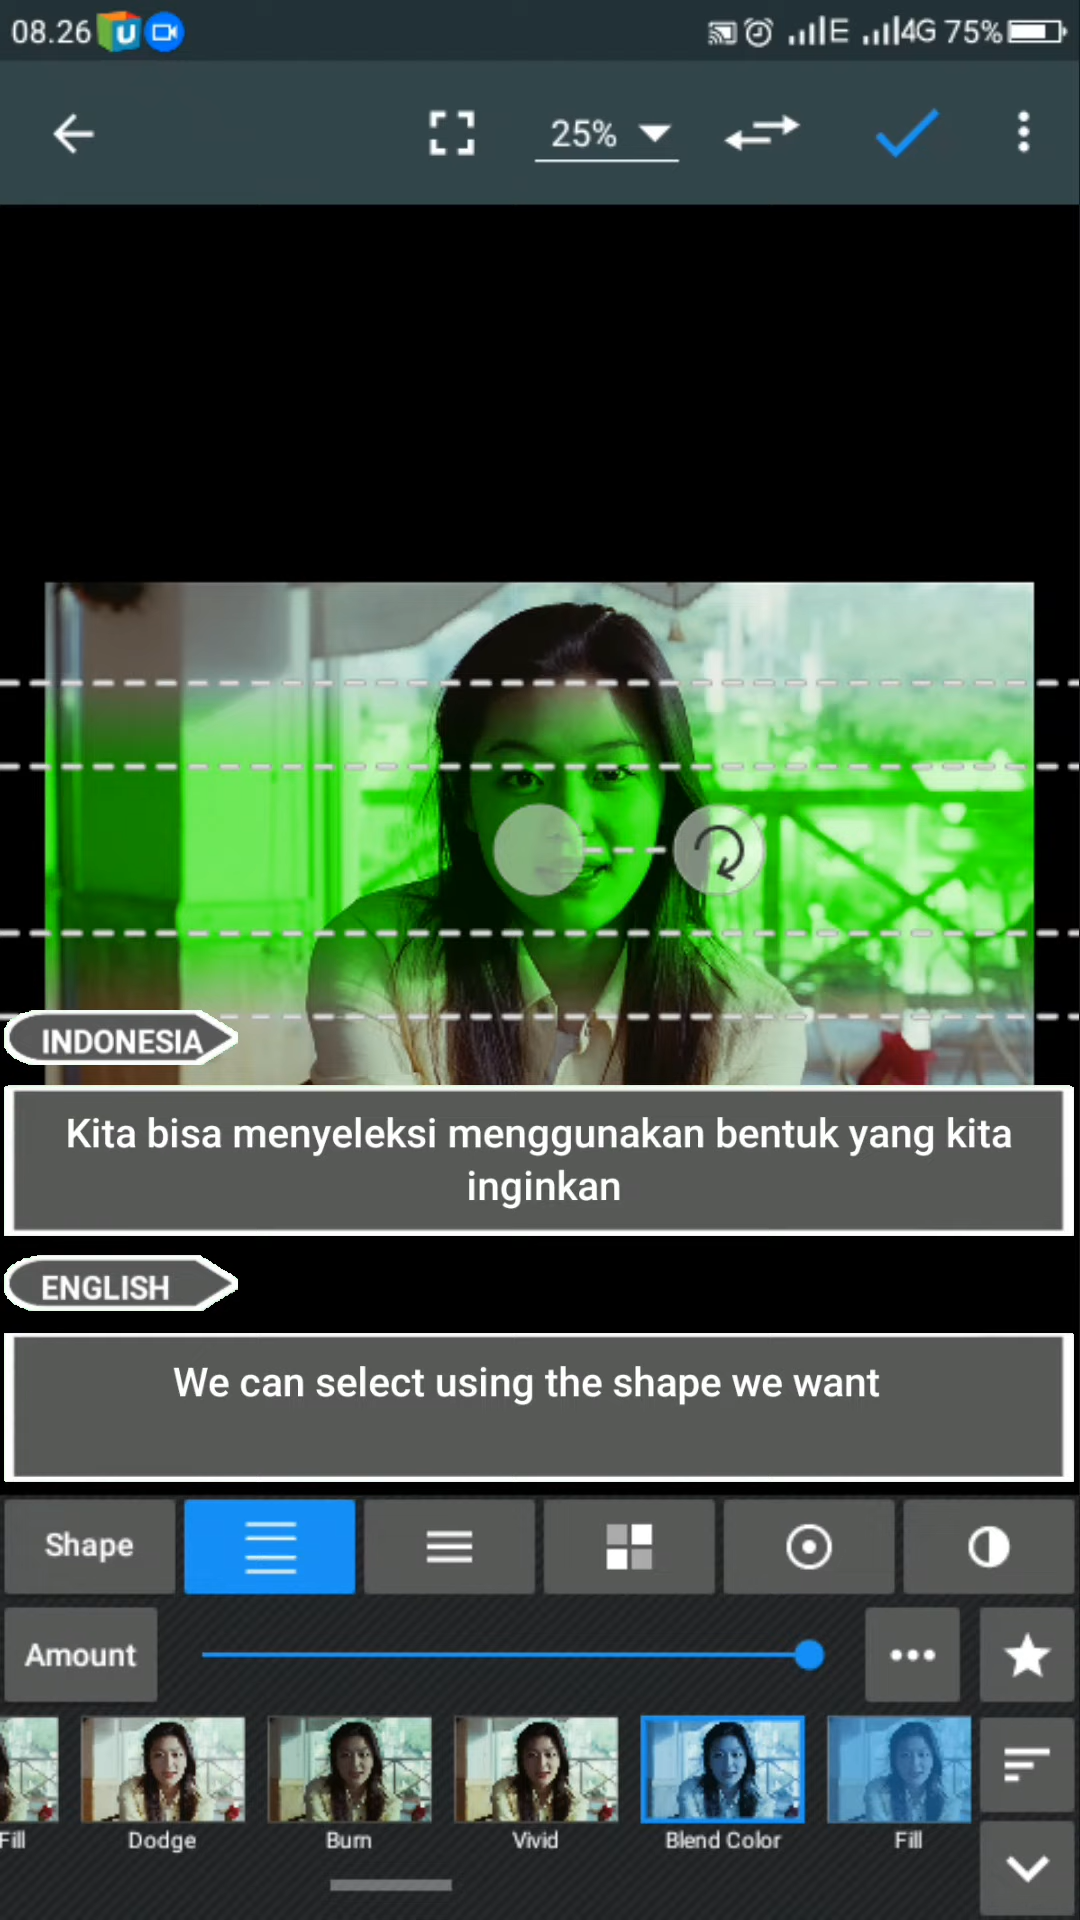 08.26 U E 4G 75%
25%
INDONESIA
Kita bisa menyeleksi menggunakan bentuk yang kita
inginkan
ENGLISH
We can select using the shape we want
Shape
Amount
Fill Dodge Burn Vivid Blend Color Fill